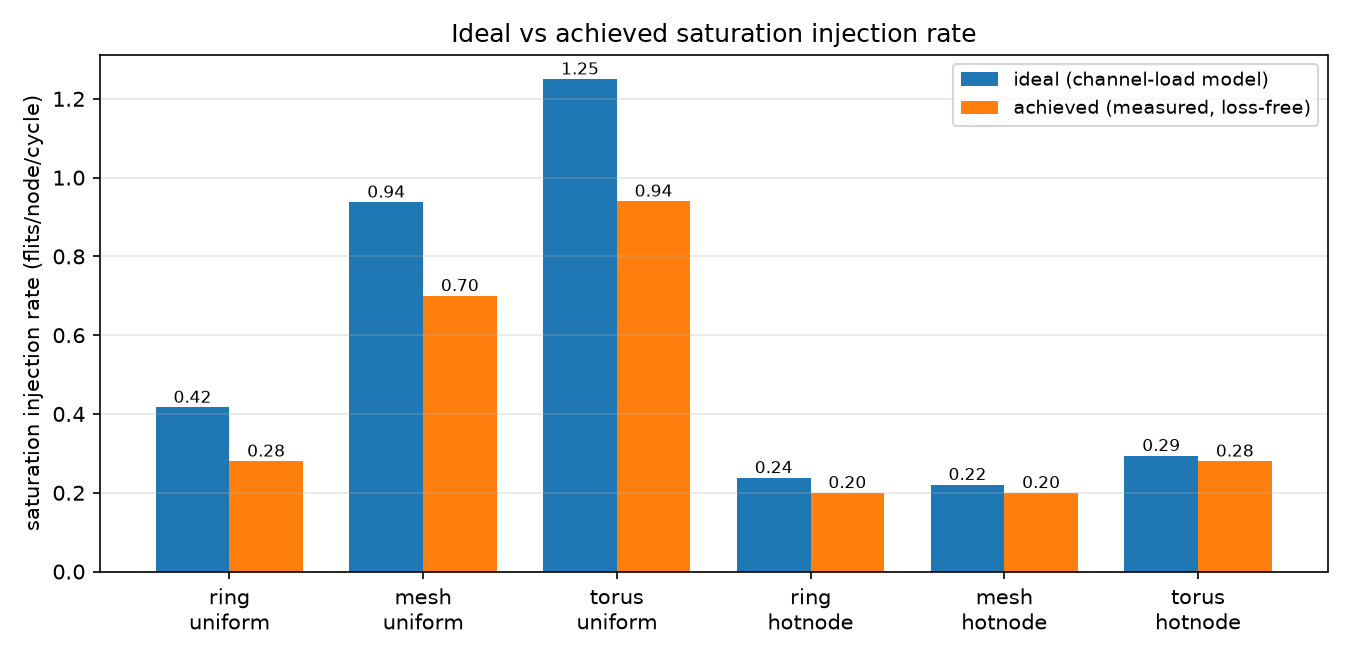 Ideal vs achieved saturation injection rate
saturation injection rate (flits/node/cycle)
ideal (channel-load model)
achieved (measured, loss-free)
1.2
1.0
0.8
0.6
0.4
0.2
0.0
0.42
0.28
0.94
0.70
1.25
0.94
0.24
0.20
0.22
0.20
0.29
0.28
ring
uniform
mesh
uniform
torus
uniform
ring
hotnode
mesh
hotnode
torus
hotnode